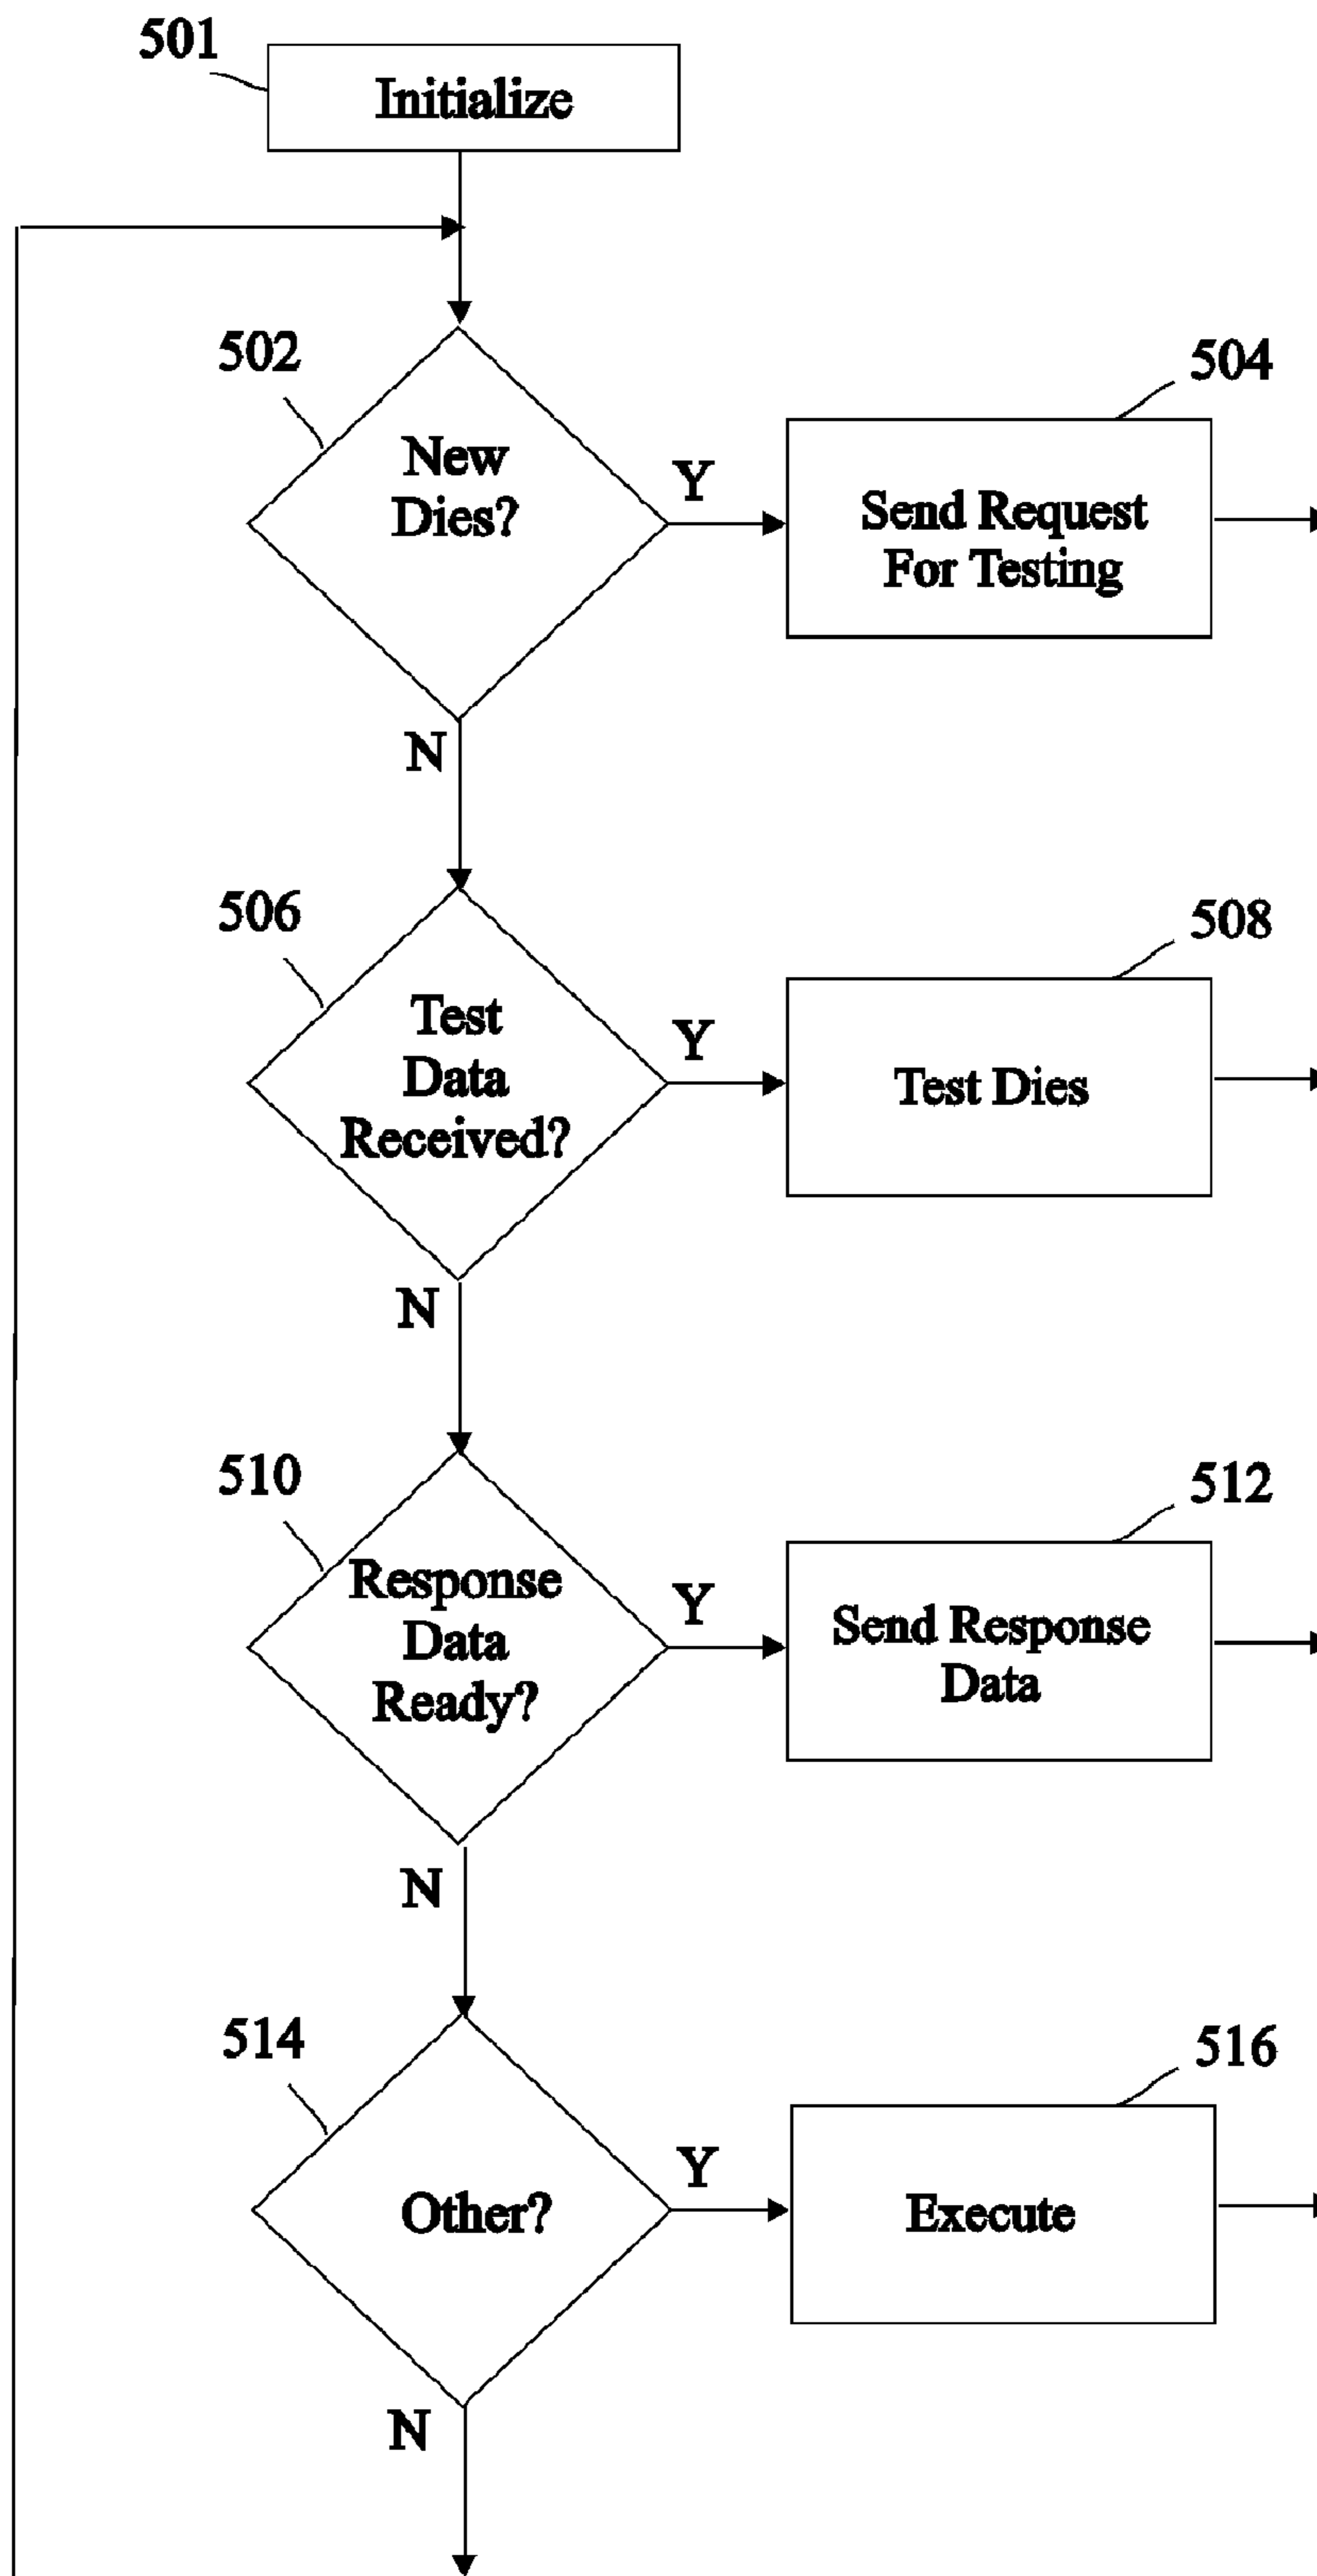 501
Initialize
502
New
Dies?
Y
504
Send Request
For Testing
N
506
Test
Data
Received?
Y
508
Test Dies
N
510
Response
Data
Ready?
Y
512
Send Response
Data
N
514
Other?
Y
516
Execute
N